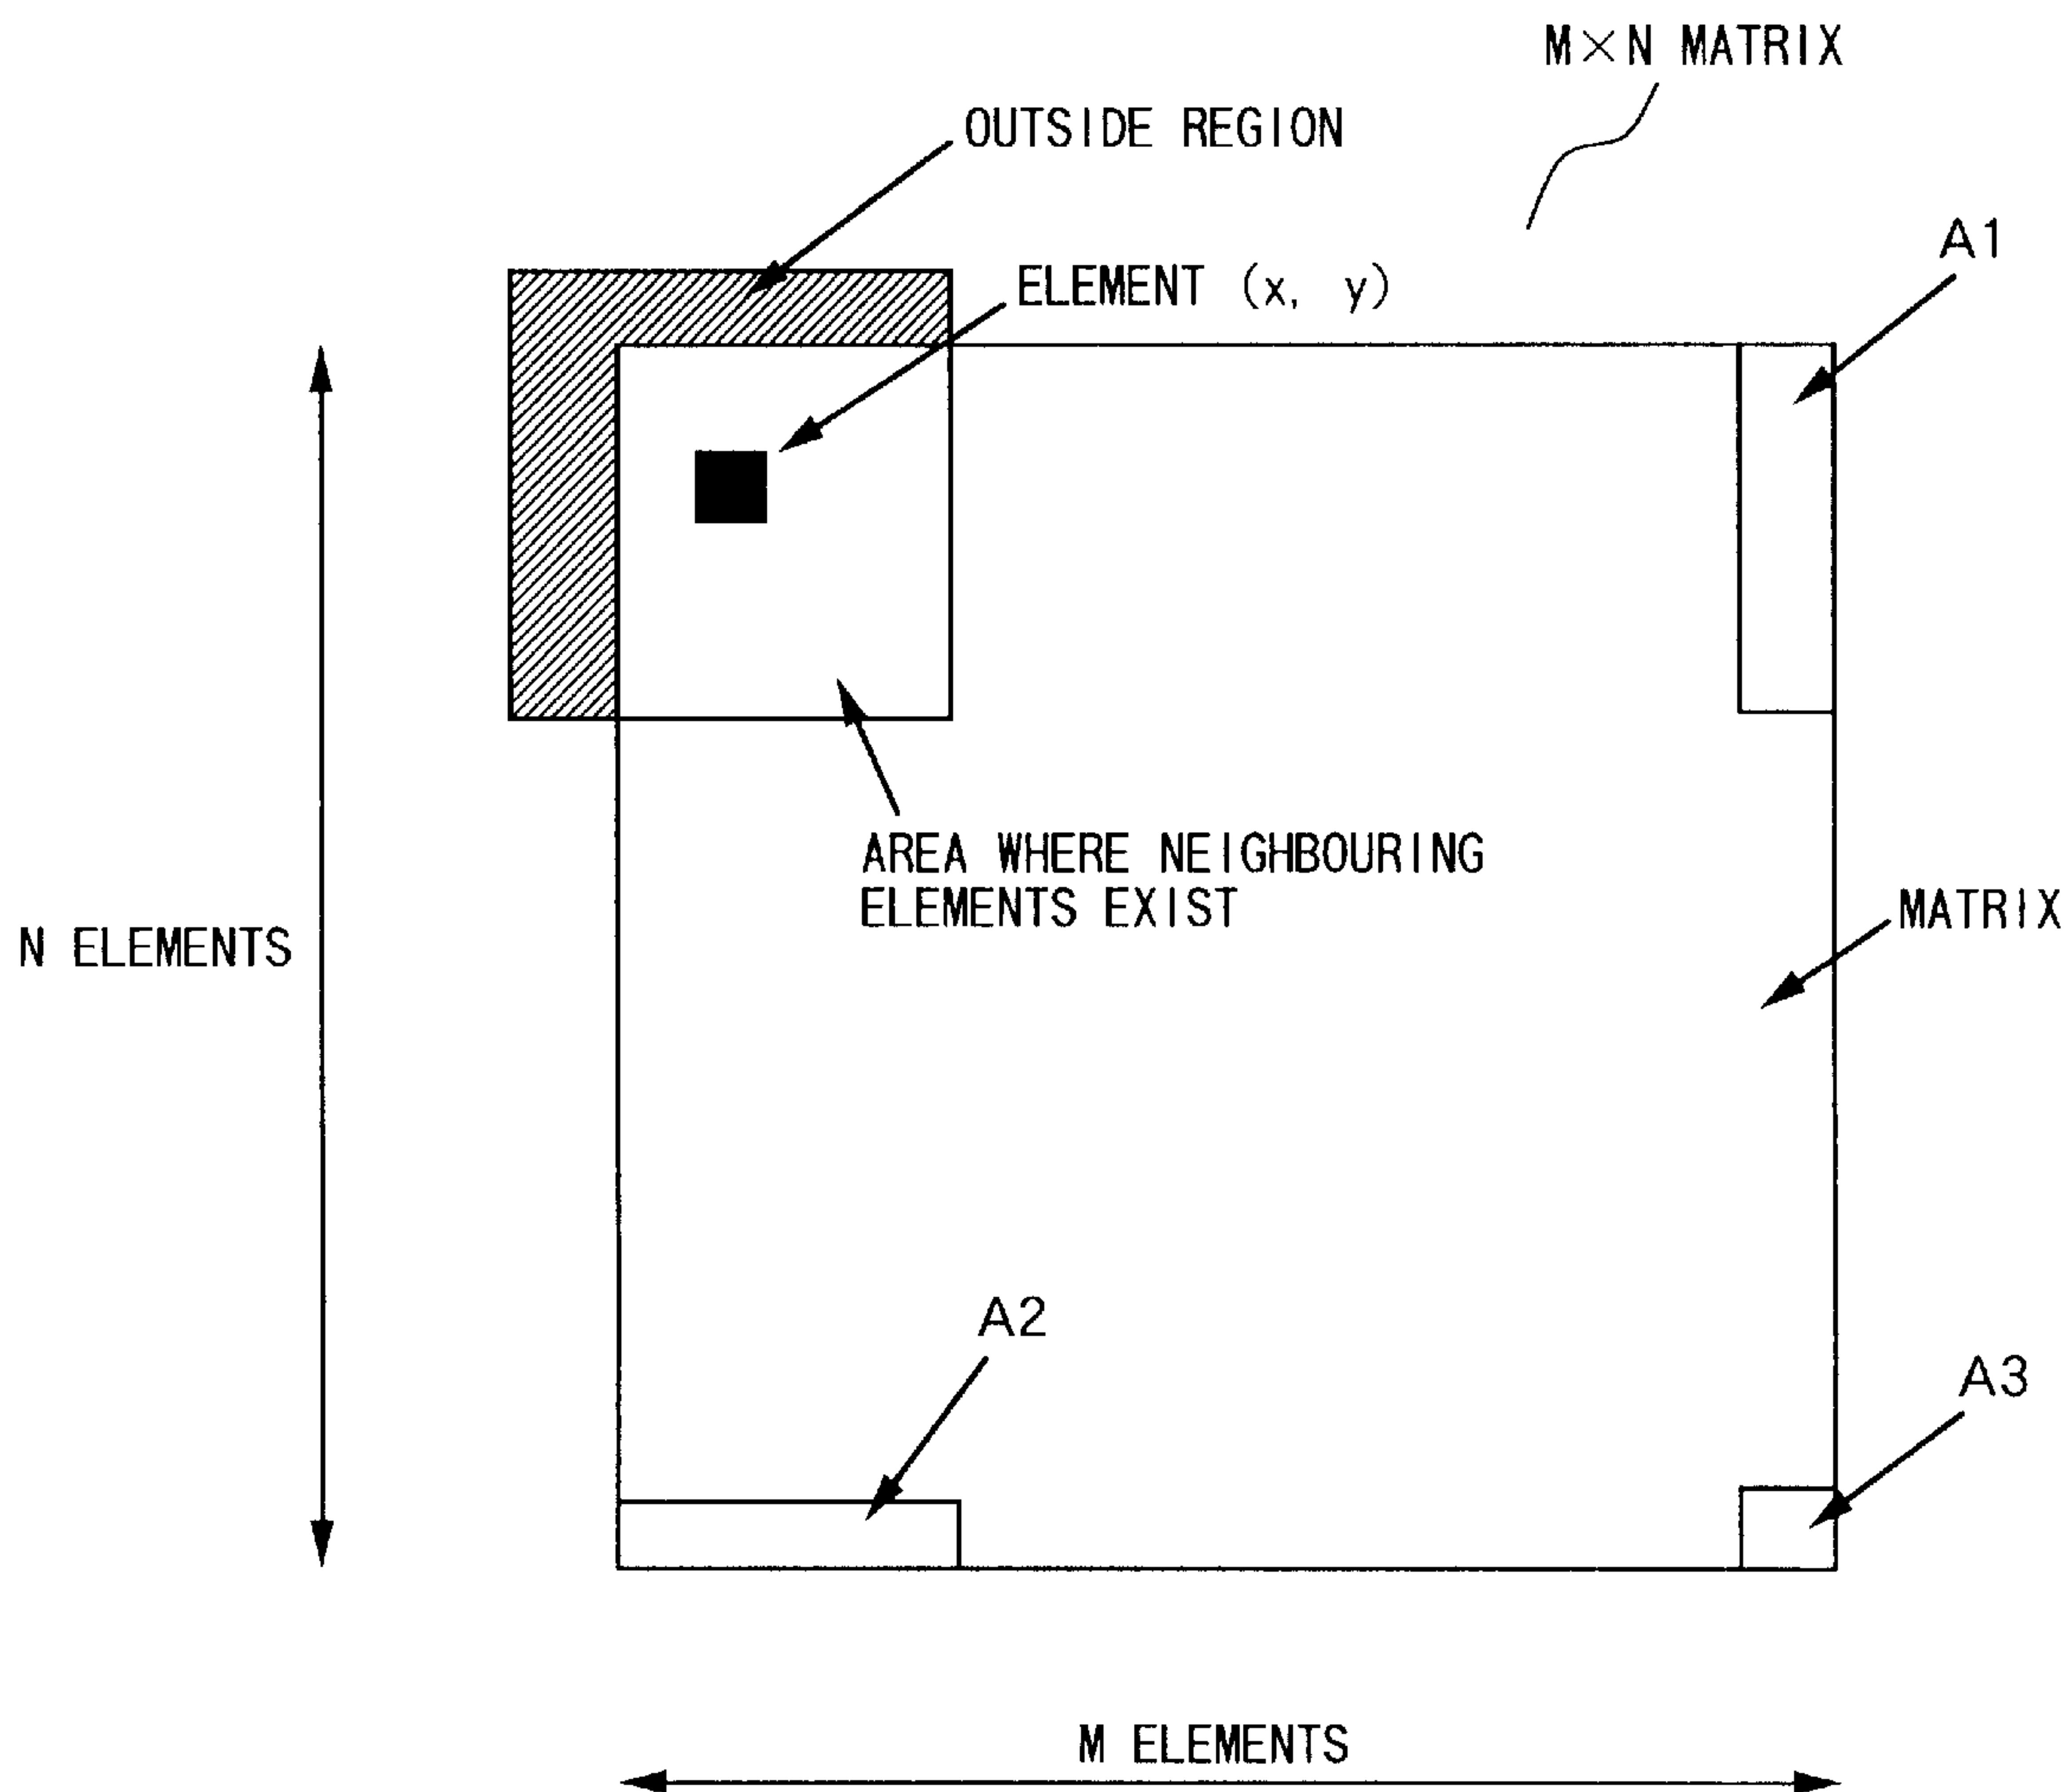 M×N MATRIX
OUTSIDE REGION
A1
ELEMENT (x, y)
AREA WHERE NEIGHBOURING
ELEMENTS EXIST
MATRIX
N ELEMENTS
A2
A3
M ELEMENTS